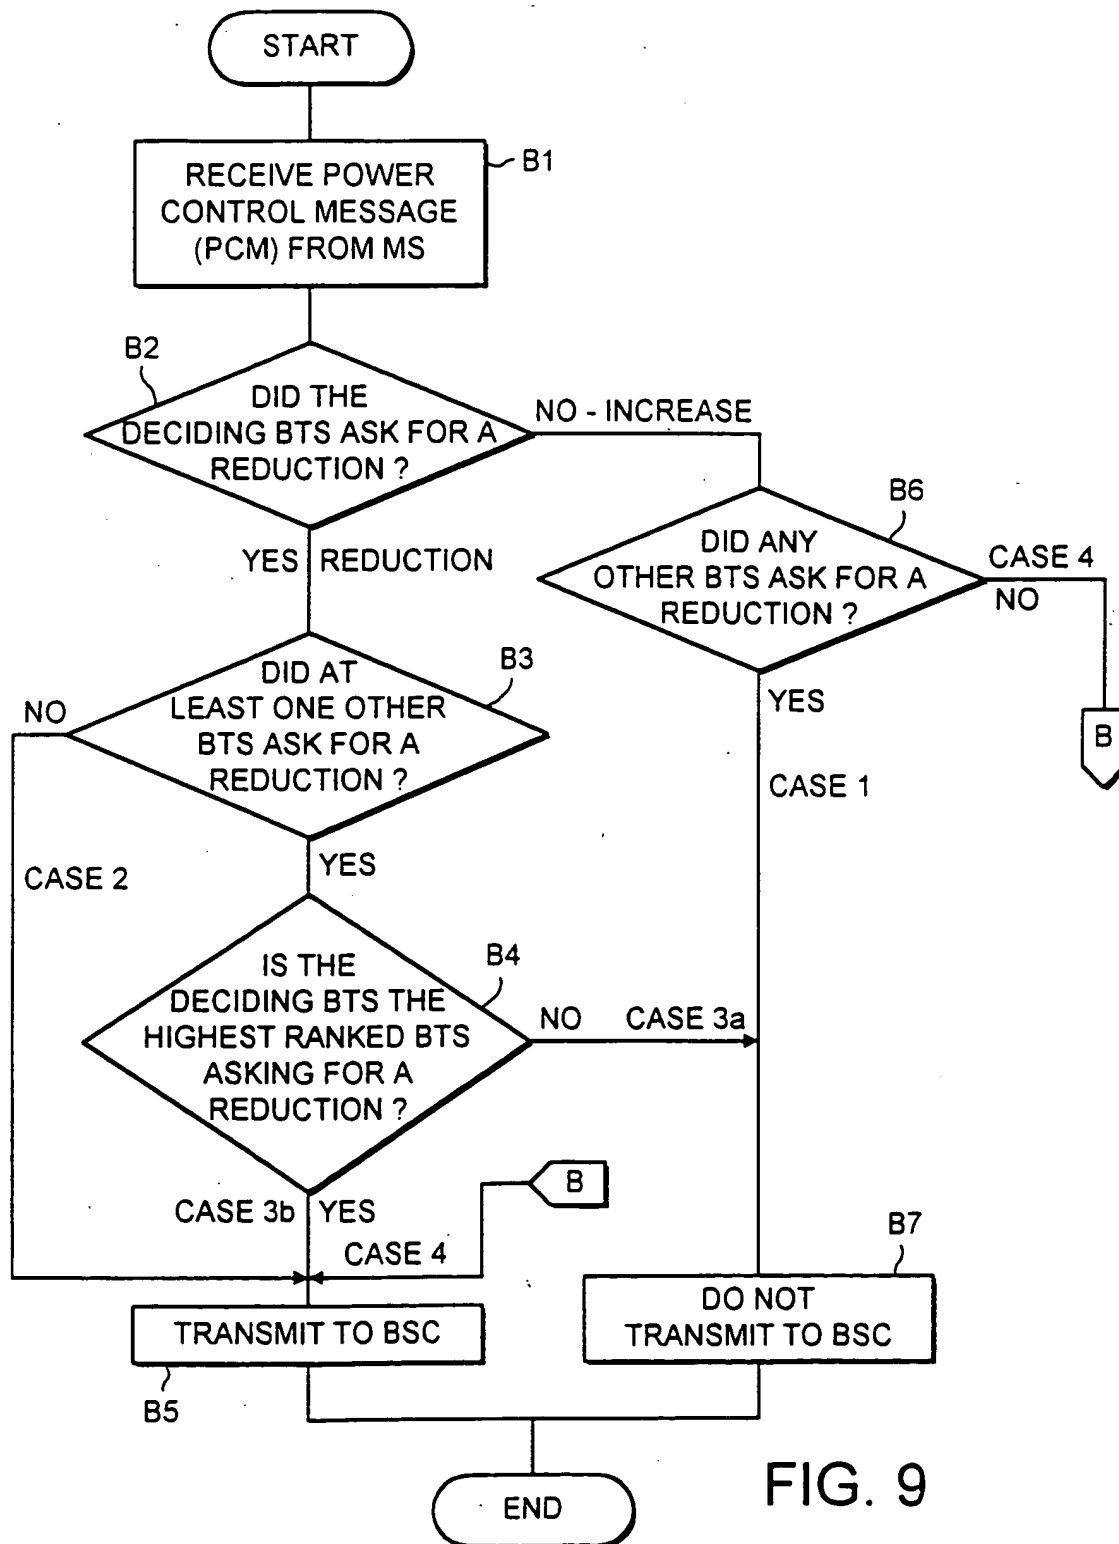 START
RECEIVE POWER
CONTROL MESSAGE
(PCM) FROM MS
B1
B2
DID THE
DECIDING BTS ASK FOR A
REDUCTION ?
NO - INCREASE
YES REDUCTION
B6
DID ANY
OTHER BTS ASK FOR A
REDUCTION ?
CASE 4
NO
B
YES
CASE 1
B3
DID AT
LEAST ONE OTHER
BTS ASK FOR A
REDUCTION ?
NO
CASE 2
YES
B4
IS THE
DECIDING BTS THE
HIGHEST RANKED BTS
ASKING FOR A
REDUCTION ?
NO CASE 3a
B
CASE 3b YES
CASE 4
TRANSMIT TO BSC
B5
B7
DO NOT
TRANSMIT TO BSC
END
FIG. 9